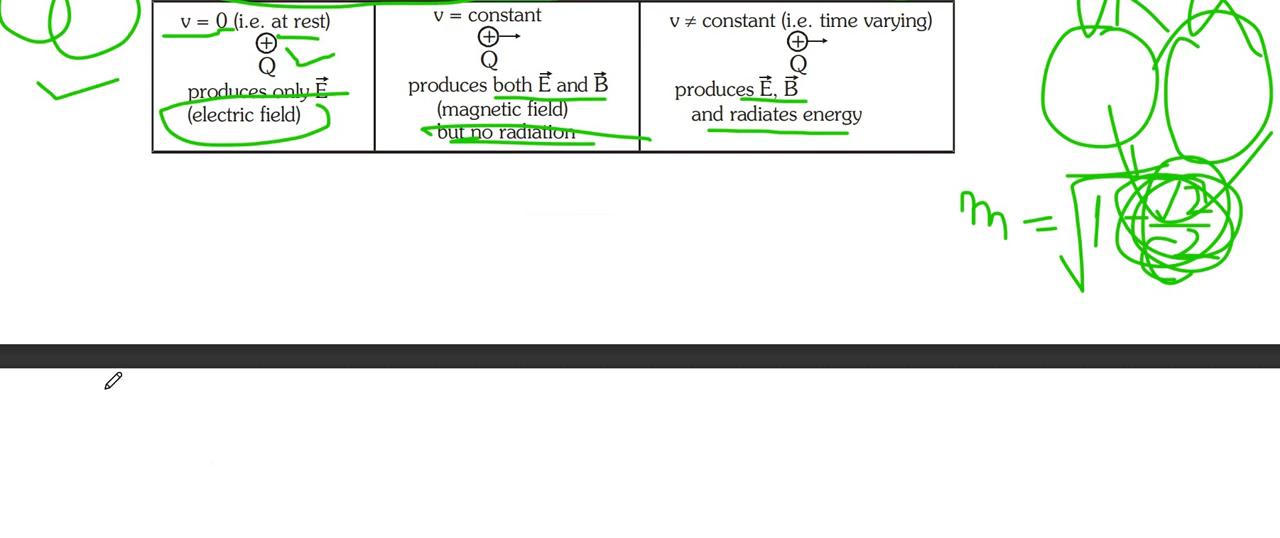 v = 0 (i.e. at rest)
Q
produces only E⃗
(electric field)
v = constant
Q
produces both E⃗ and B⃗
(magnetic field)
but no radiation
v ≠ constant (i.e. time varying)
Q
produces E⃗, B⃗
and radiates energy
m = √1